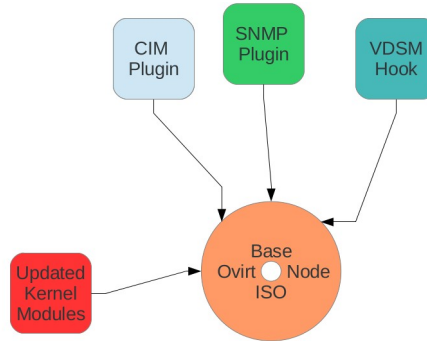 CIM
Plugin
SNMP
Plugin
VDSM
Hook
Base
Ovirt Node
ISO
Updated
Kernel
Modules